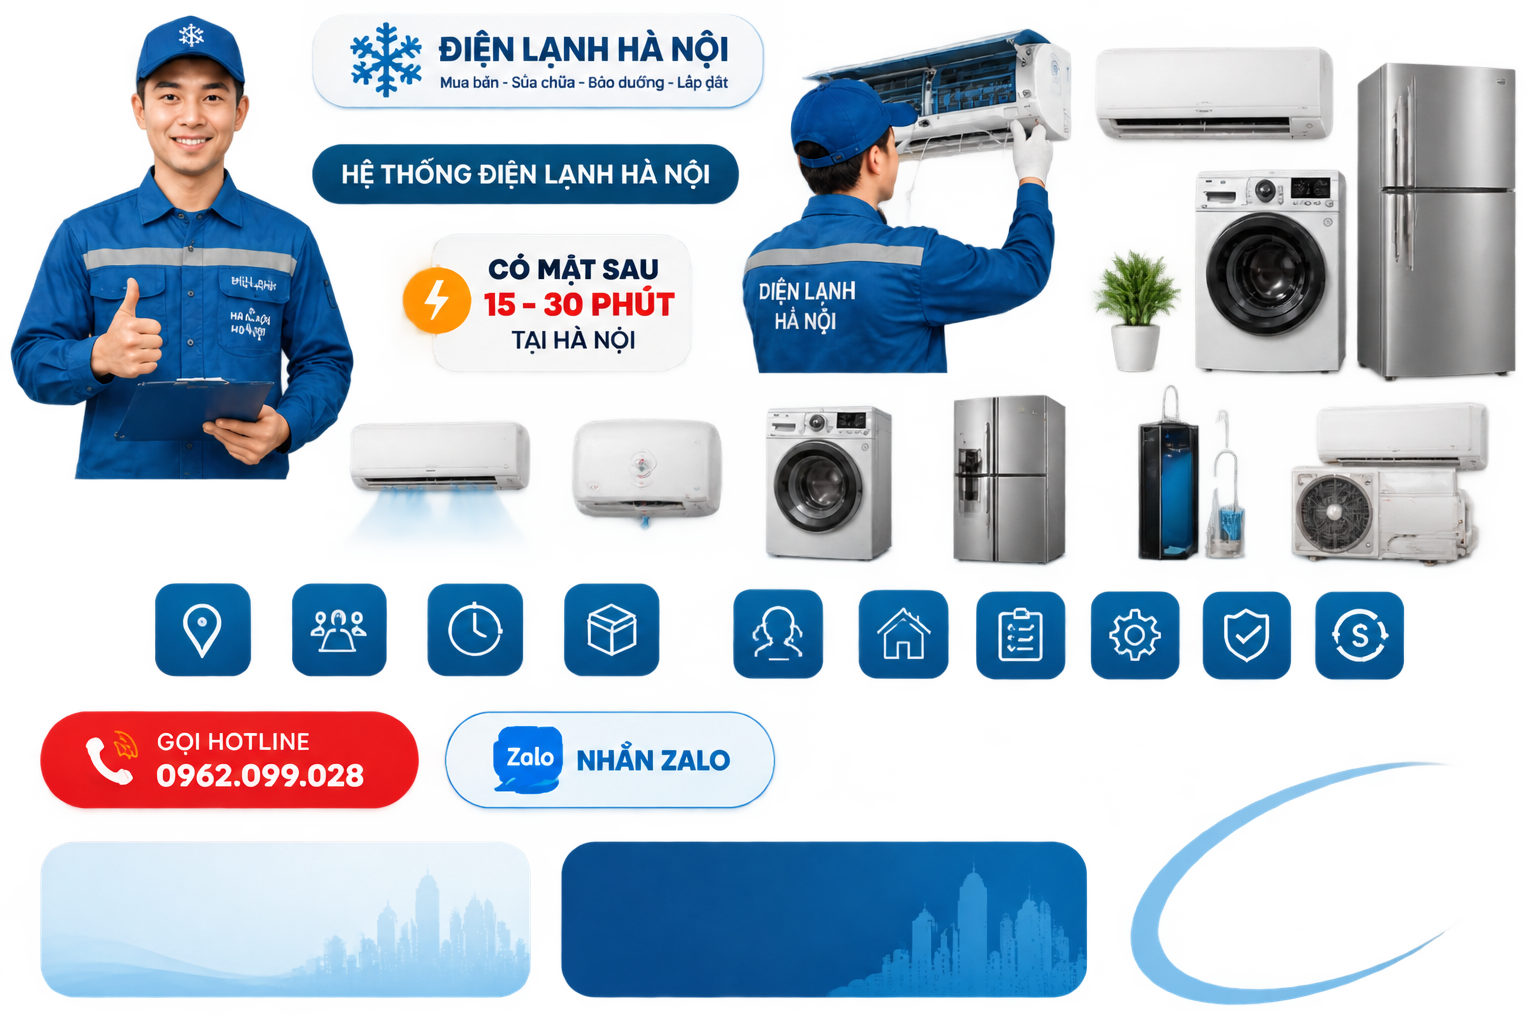 ĐIỆN LẠNH HÀ NỘI
Mua bán - Sửa chữa - Bảo dưỡng - Lắp đặt
HỆ THỐNG ĐIỆN LẠNH HÀ NỘI
CÓ MẶT SAU
15 - 30 PHÚT
TẠI HÀ NỘI
ĐIỆN LẠNH
HÀ NỘI
GỌI HOTLINE
0962.099.028
Zalo
NHẮN ZALO